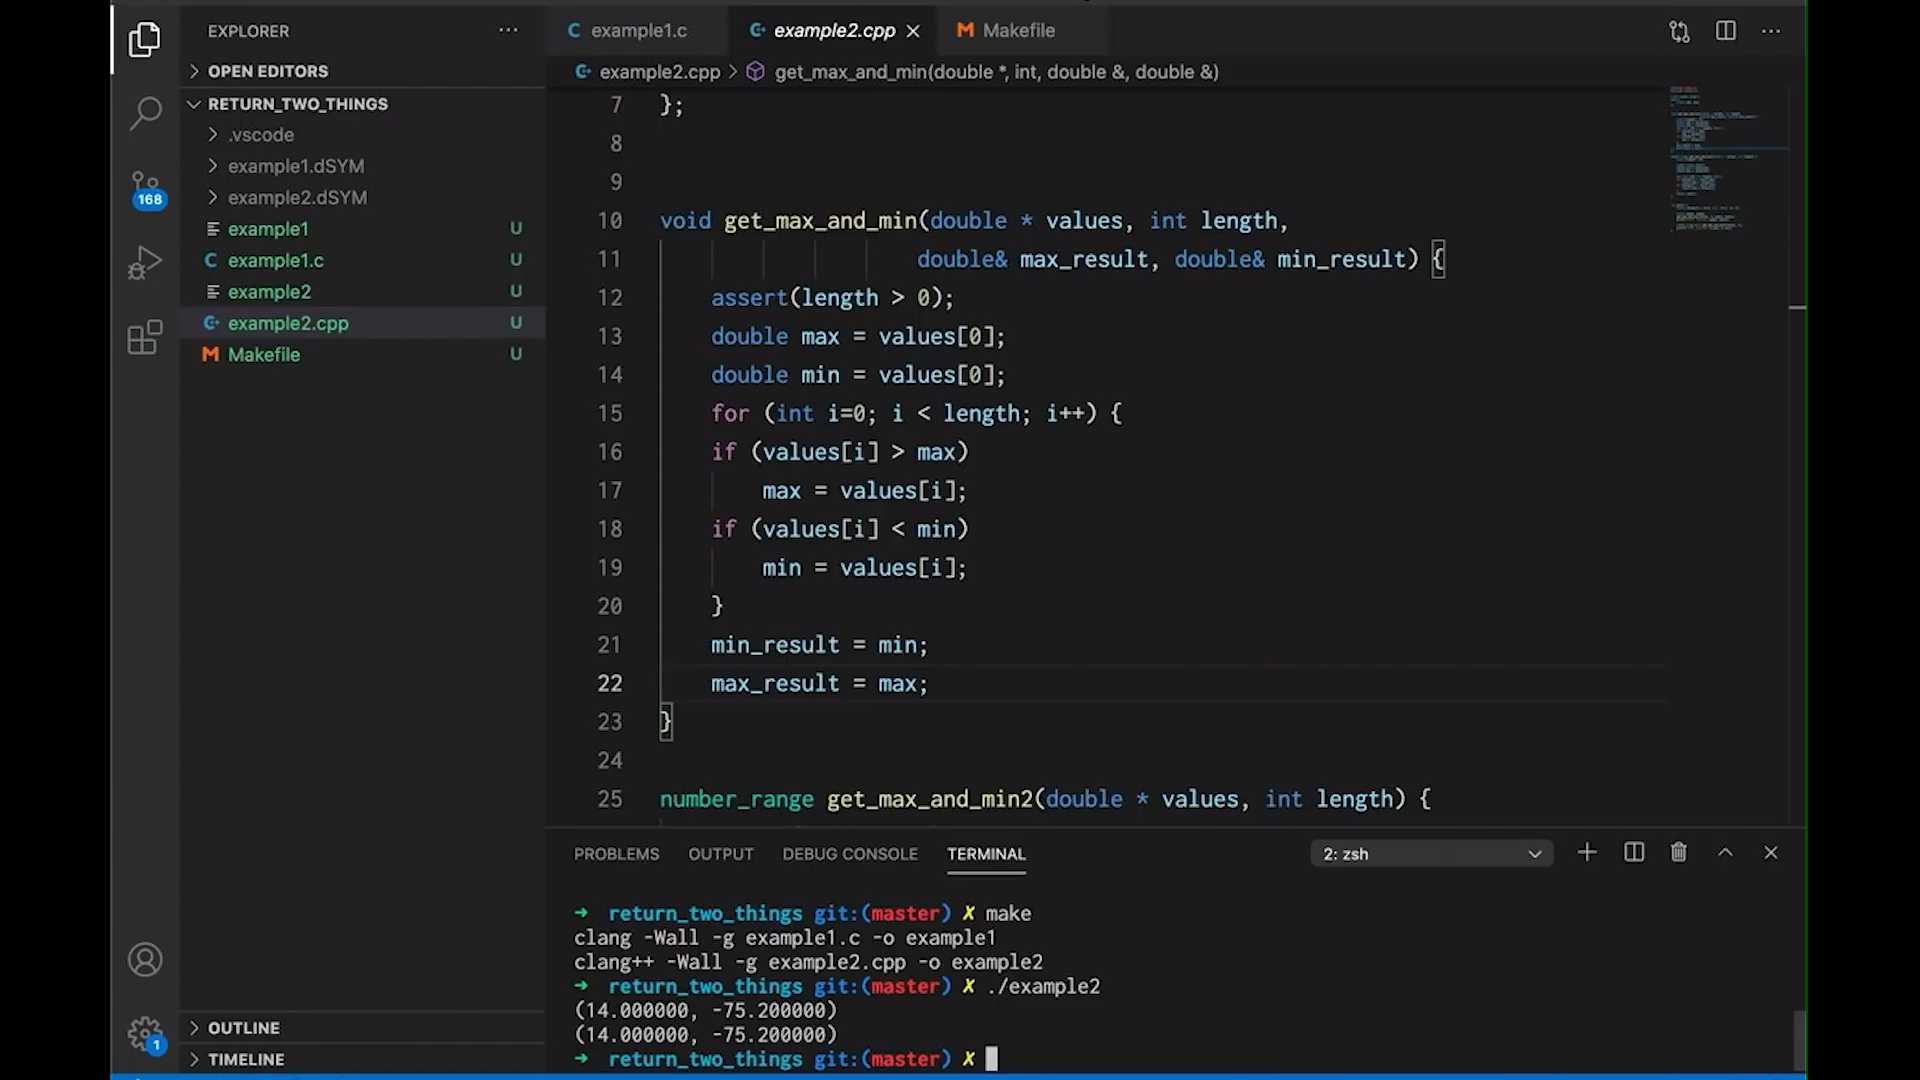 EXPLORER
OPEN EDITORS
RETURN_TWO_THINGS
.vscode
example1.dSYM
example2.dSYM
example1 U
C example1.c U
example2 U
example2.cpp U
M Makefile U
OUTLINE
TIMELINE
168
1
C example1.c example2.cpp M Makefile
example2.cpp > get_max_and_min(double *, int, double &, double &)
7 };
8
9
10 void get_max_and_min(double * values, int length,
11 double& max_result, double& min_result) {
12 assert(length > 0);
13 double max = values[0];
14 double min = values[0];
15 for (int i=0; i < length; i++) {
16 if (values[i] > max)
17 max = values[i];
18 if (values[i] < min)
19 min = values[i];
20 }
21 min_result = min;
22 max_result = max;
23 }
24
25 number_range get_max_and_min2(double * values, int length) {
PROBLEMS OUTPUT DEBUG CONSOLE TERMINAL 2: zsh
→ return_two_things git:(master) ✗ make
clang -Wall -g example1.c -o example1
clang++ -Wall -g example2.cpp -o example2
→ return_two_things git:(master) ✗ ./example2
(14.000000, -75.200000)
(14.000000, -75.200000)
→ return_two_things git:(master) ✗